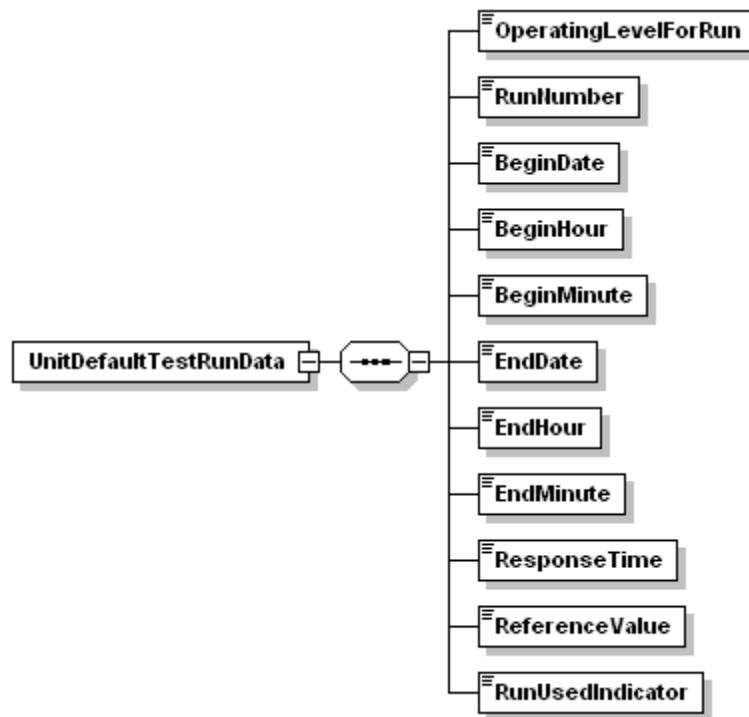 OperatingLevelForRun
RunNumber
BeginDate
BeginHour
BeginMinute
UnitDefaultTestRunData
EndDate
EndHour
EndMinute
ResponseTime
ReferenceValue
RunUsedIndicator